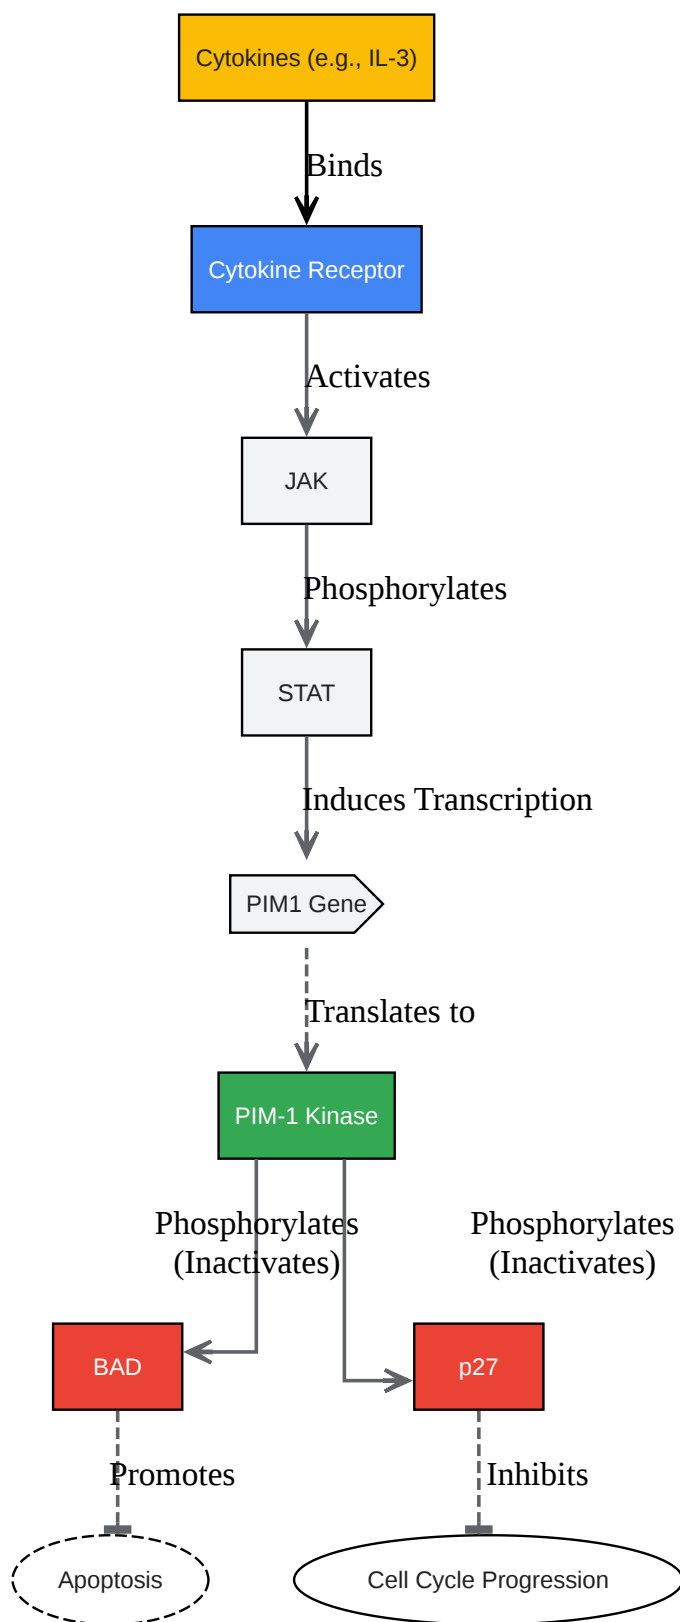 Cytokines (e.g., IL-3)
Binds
Cytokine Receptor
Activates
JAK
Phosphorylates
STAT
Induces Transcription
PIM1 Gene
Translates to
PIM-1 Kinase
Phosphorylates
(Inactivates)
Phosphorylates
(Inactivates)
BAD
p27
Promotes
Inhibits
Apoptosis
Cell Cycle Progression